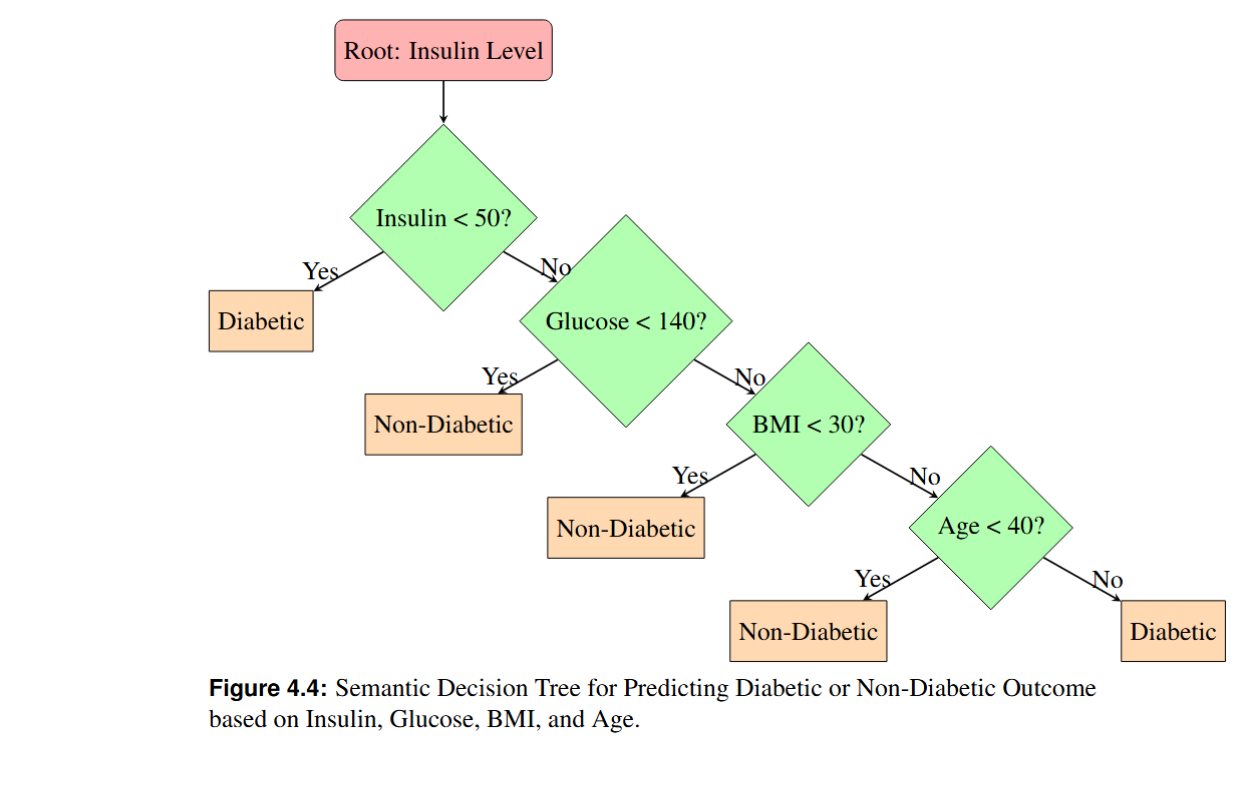 Root: Insulin Level
Insulin < 50?
Yes
No
Diabetic
Glucose < 140?
Yes
No
Non-Diabetic
BMI < 30?
Yes
No
Non-Diabetic
Age < 40?
Yes
No
Non-Diabetic
Diabetic
Figure 4.4: Semantic Decision Tree for Predicting Diabetic or Non-Diabetic Outcome
based on Insulin, Glucose, BMI, and Age.